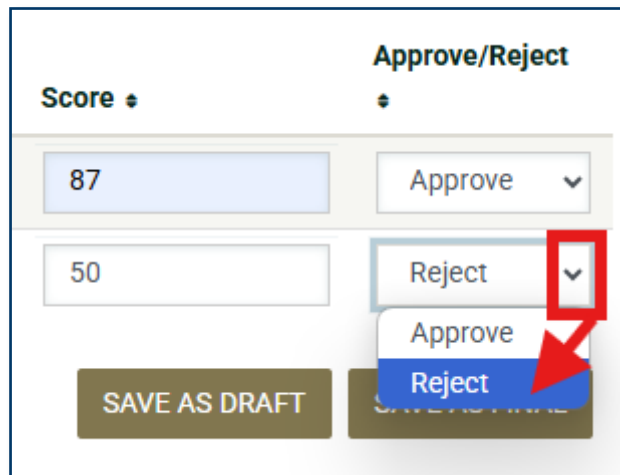 Approve/Reject
Score
87 Approve
50 Reject
Approve
Reject
SAVE AS DRAFT